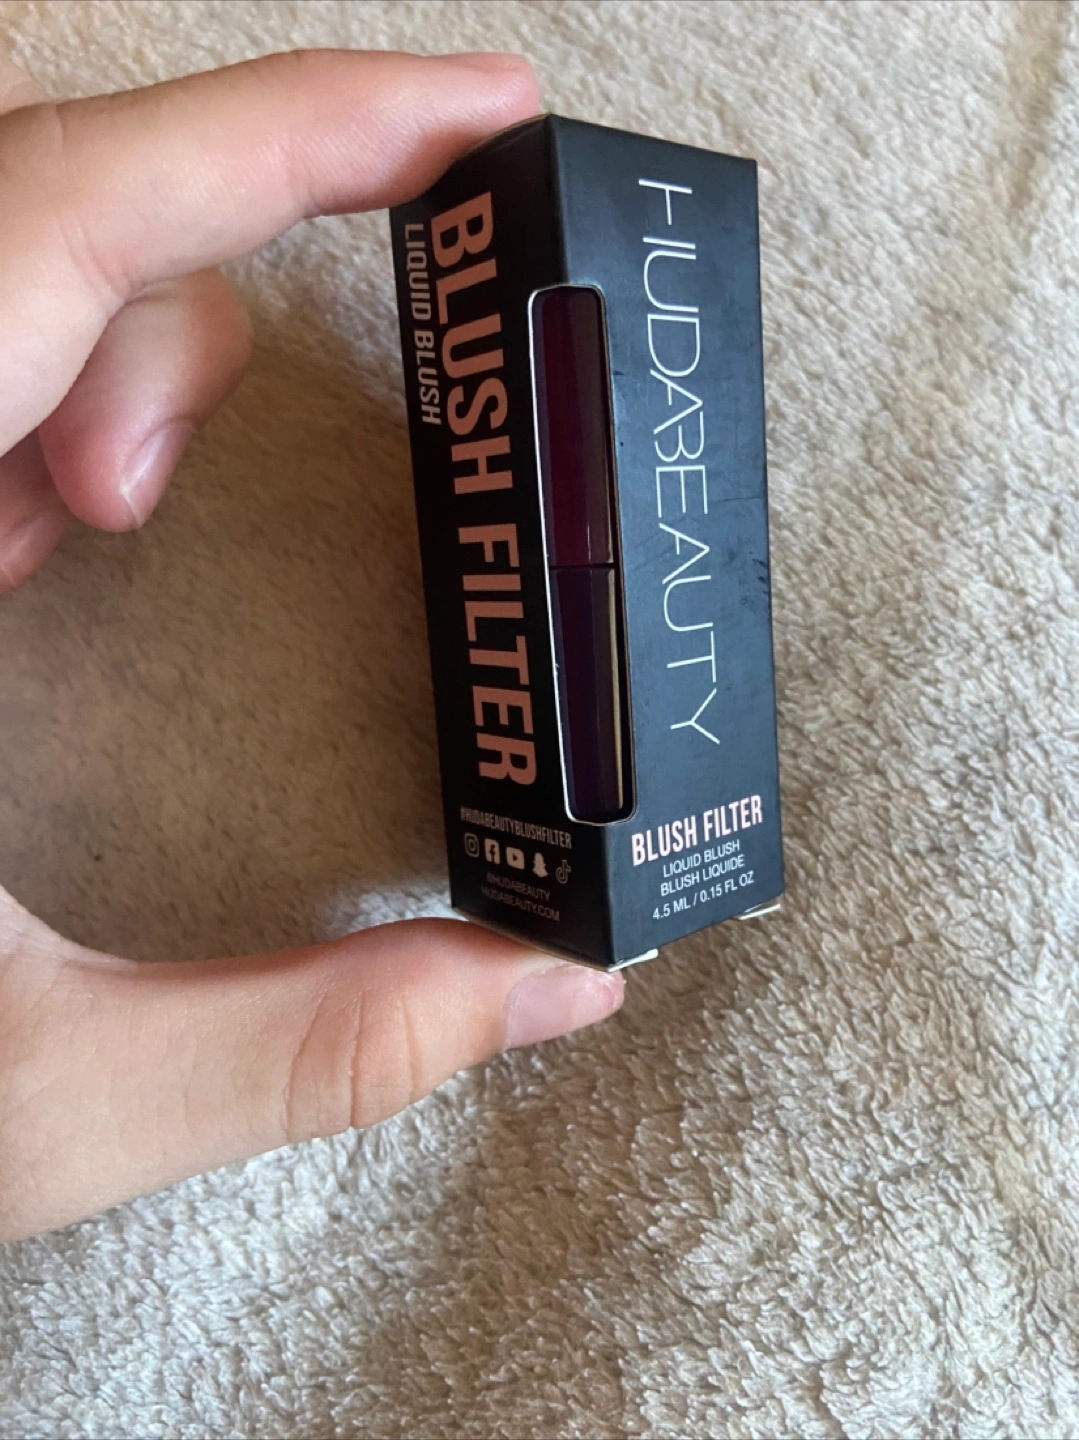 BLUSH FILTER
LIQUID BLUSH
#HUDABEAUTYBLUSHFILTER
@HUDABEAUTY
HUDABEAUTY.COM
HUDABEAUTY
BLUSH FILTER
LIQUID BLUSH
BLUSH LIQUIDE
4.5 ML / 0.15 FL OZ